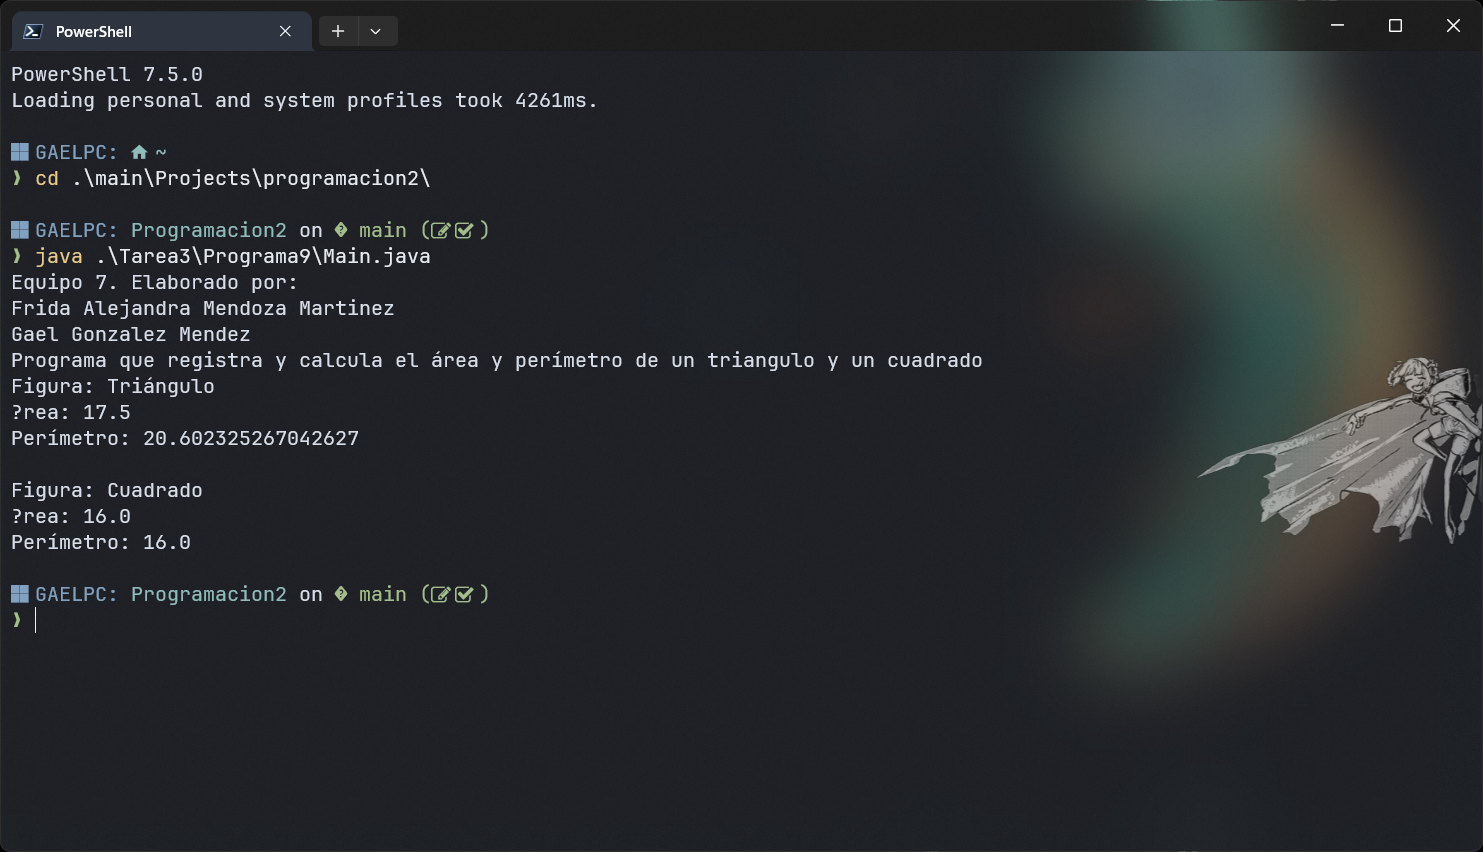 PowerShell
PowerShell 7.5.0
Loading personal and system profiles took 4261ms.
GAELPC: ~
❯ cd .\main\Projects\programacion2\
GAELPC: Programacion2 on � main ( )
❯ java .\Tarea3\Programa9\Main.java
Equipo 7. Elaborado por:
Frida Alejandra Mendoza Martinez
Gael Gonzalez Mendez
Programa que registra y calcula el área y perímetro de un triangulo y un cuadrado
Figura: Triángulo
?rea: 17.5
Perímetro: 20.602325267042627
Figura: Cuadrado
?rea: 16.0
Perímetro: 16.0
GAELPC: Programacion2 on � main ( )
❯